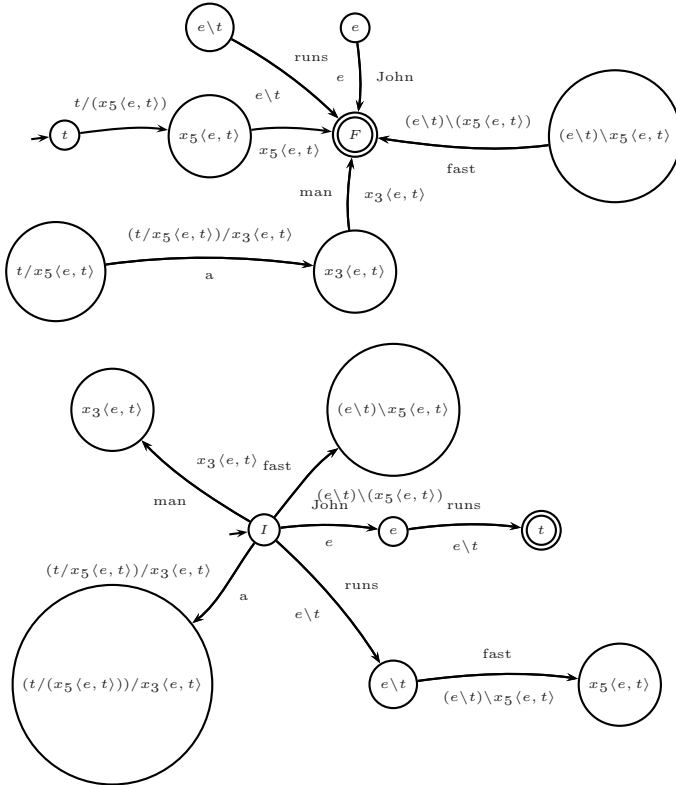 e\t
e
runs
e
John
e\t
t/(x₅⟨e, t⟩)
t
x₅⟨e, t⟩
x₅⟨e, t⟩
F
(e\t)\(x₅⟨e, t⟩)
fast
(e\t)\x₅⟨e, t⟩
man
x₃⟨e, t⟩
(t/x₅⟨e, t⟩)/x₃⟨e, t⟩
t/x₅⟨e, t⟩
a
x₃⟨e, t⟩
x₃⟨e, t⟩
(e\t)\x₅⟨e, t⟩
x₃⟨e, t⟩
fast
man
(e\t)\(x₅⟨e, t⟩)
John
runs
I
e
e
e\t
t
(t/x₅⟨e, t⟩)/x₃⟨e, t⟩
a
runs
e\t
(t/(x₅⟨e, t⟩))/x₃⟨e, t⟩
e\t
fast
(e\t)\x₅⟨e, t⟩
x₅⟨e, t⟩